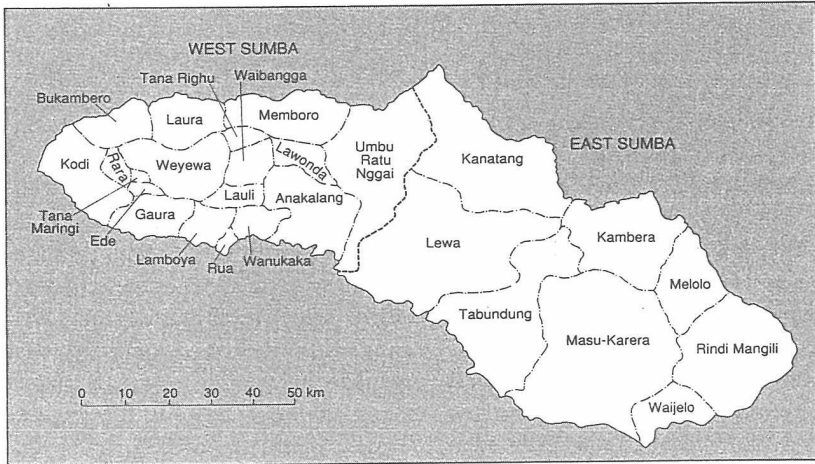 WEST SUMBA
Tana Righu
Waibangga
Bukambero
Laura
Memboro
EAST SUMBA
Kodi
Rara
Weyewa
Lawonda
Umbu
Ratu
Nggai
Kanatang
Tana
Maringi
Ede
Gaura
Lauli
Anakalang
Lamboya
Rua
Wanukaka
Lewa
Kambera
Melolo
Tabundung
Masu-Karera
Rindi Mangili
Waijelo
0 10 20 30 40 50 km